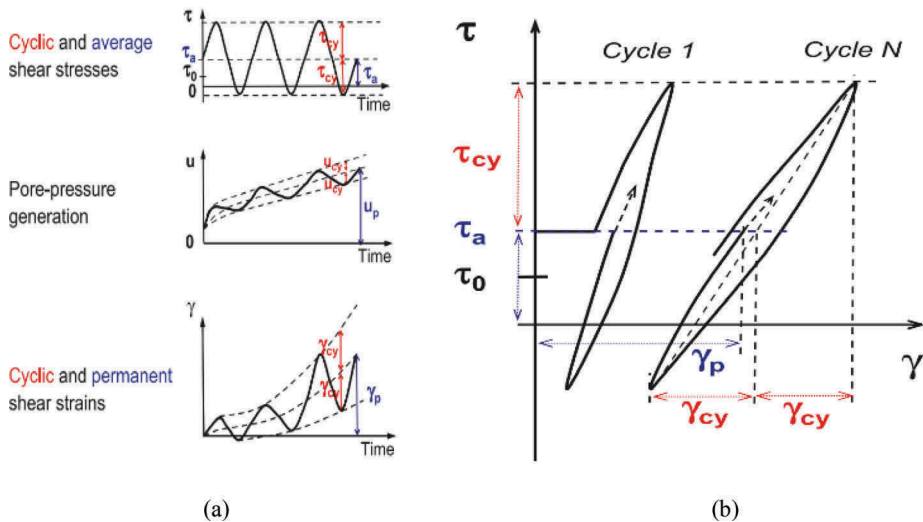 τ
Cyclic and average
shear stresses
τa
τ0
0
τcy
τcy
τa
Time
Pore-pressure
generation
u
0
ucy
ucy
up
Time
Cyclic and permanent
shear strains
γ
γcy
γcy
γp
Time
(a)
τ
Cycle 1
Cycle N
τcy
τa
τ0
γp
γ
γcy
γcy
(b)